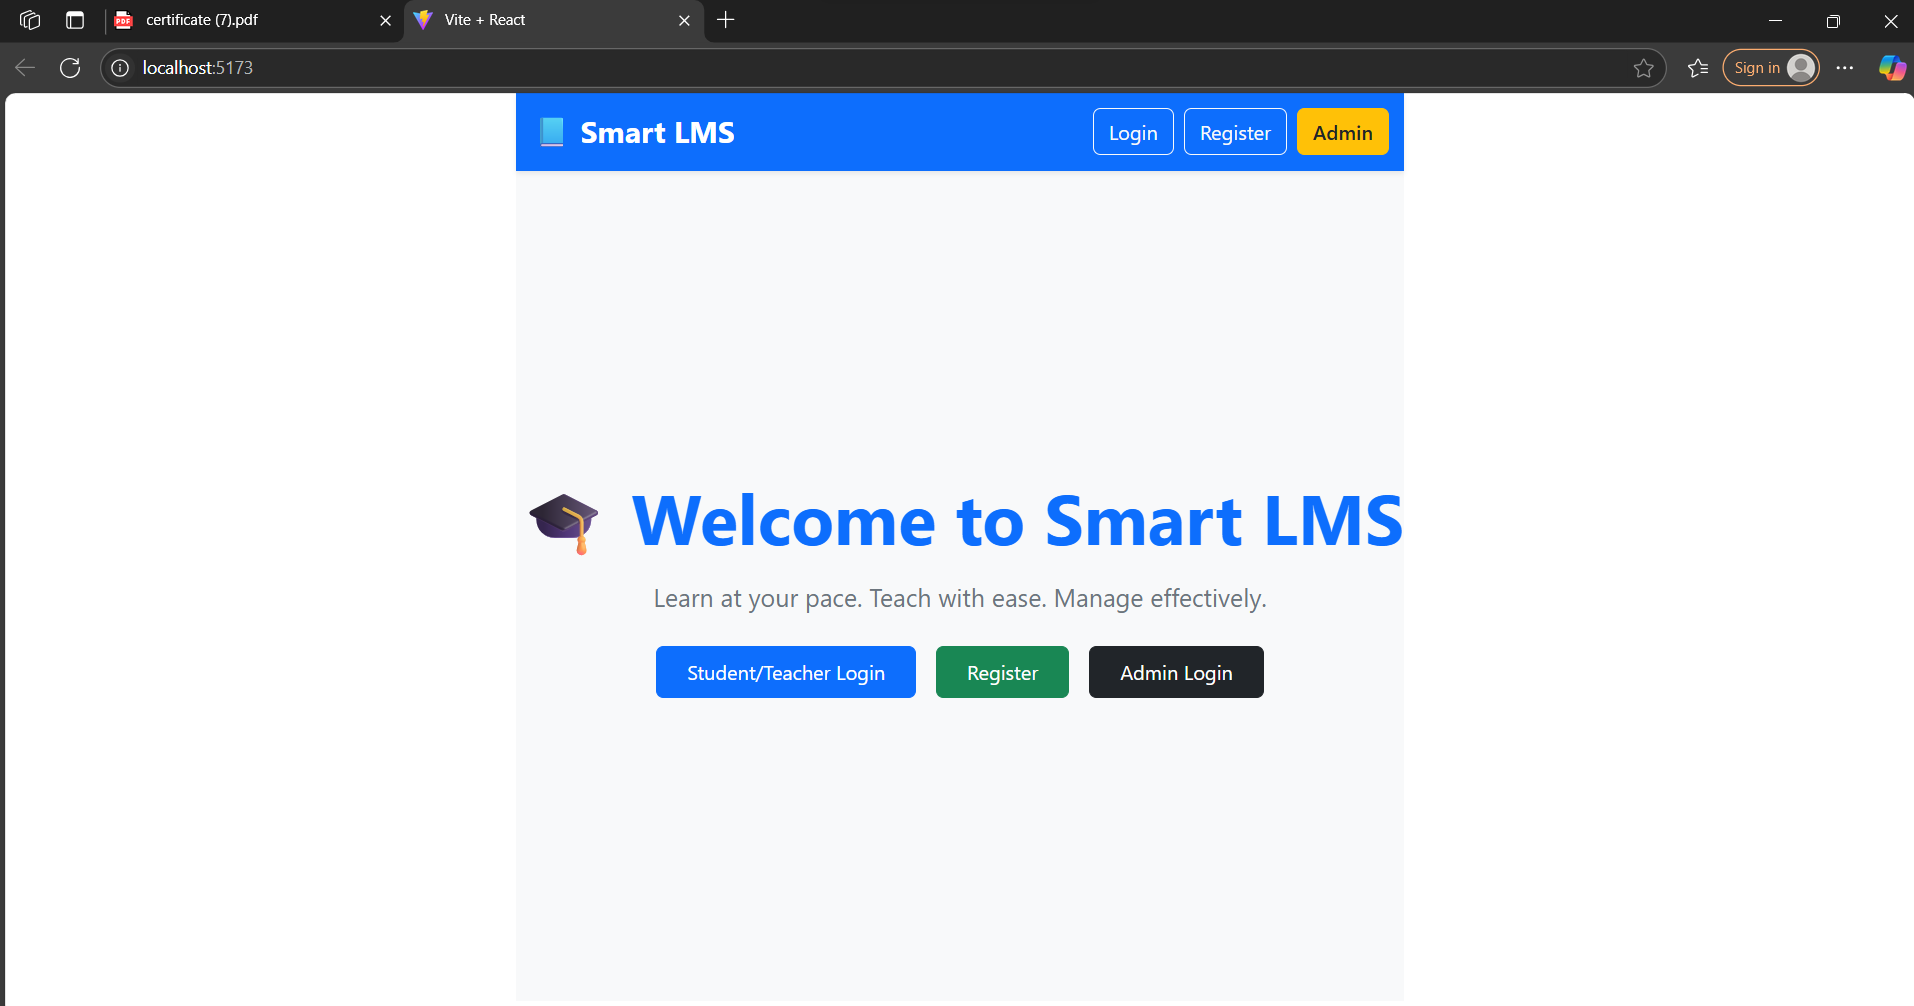 certificate (7).pdf
Vite + React
localhost:5173
Sign in
Smart LMS
Login
Register
Admin
Welcome to Smart LMS
Learn at your pace. Teach with ease. Manage effectively.
Student/Teacher Login
Register
Admin Login